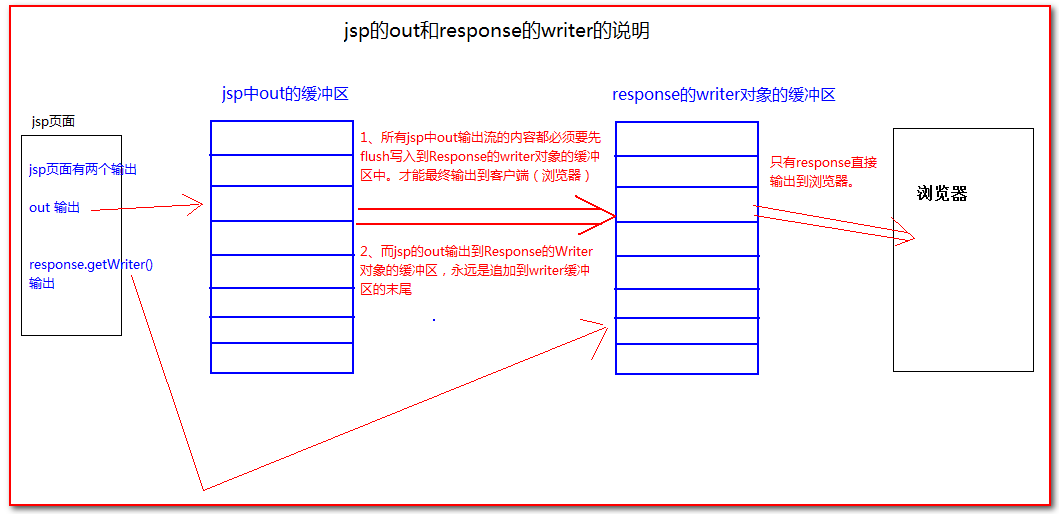 jsp的out和response的writer的说明
jsp中out的缓冲区
response的writer对象的缓冲区
jsp页面
jsp页面有两个输出
out 输出
response.getWriter()
输出
1、所有jsp中out输出流的内容都必须要先
flush写入到Response的writer对象的缓冲
区中。才能最终输出到客户端（浏览器）
2、而jsp的out输出到Response的Writer
对象的缓冲区，永远是追加到writer缓冲
区的末尾
只有response直接
输出到浏览器。
浏览器